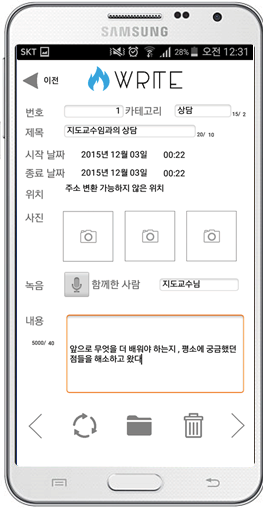 SAMSUNG
SKT 28% 오전 12:31
이전 WRITE
번호 1 카테고리 상담 15/ 2
제목 지도교수임과의 상담 20/ 10
시작 날짜 2015년 12월 03일 00:22
종료 날짜 2015년 12월 03일 00:22
위치 주소 변환 가능하지 않은 위치
사진
녹음 함께한 사람 지도교수님
내용
5000/ 40
앞으로 무엇을 더 배워야 하는지 , 평소에 궁금했던
점들을 해소하고 왔다